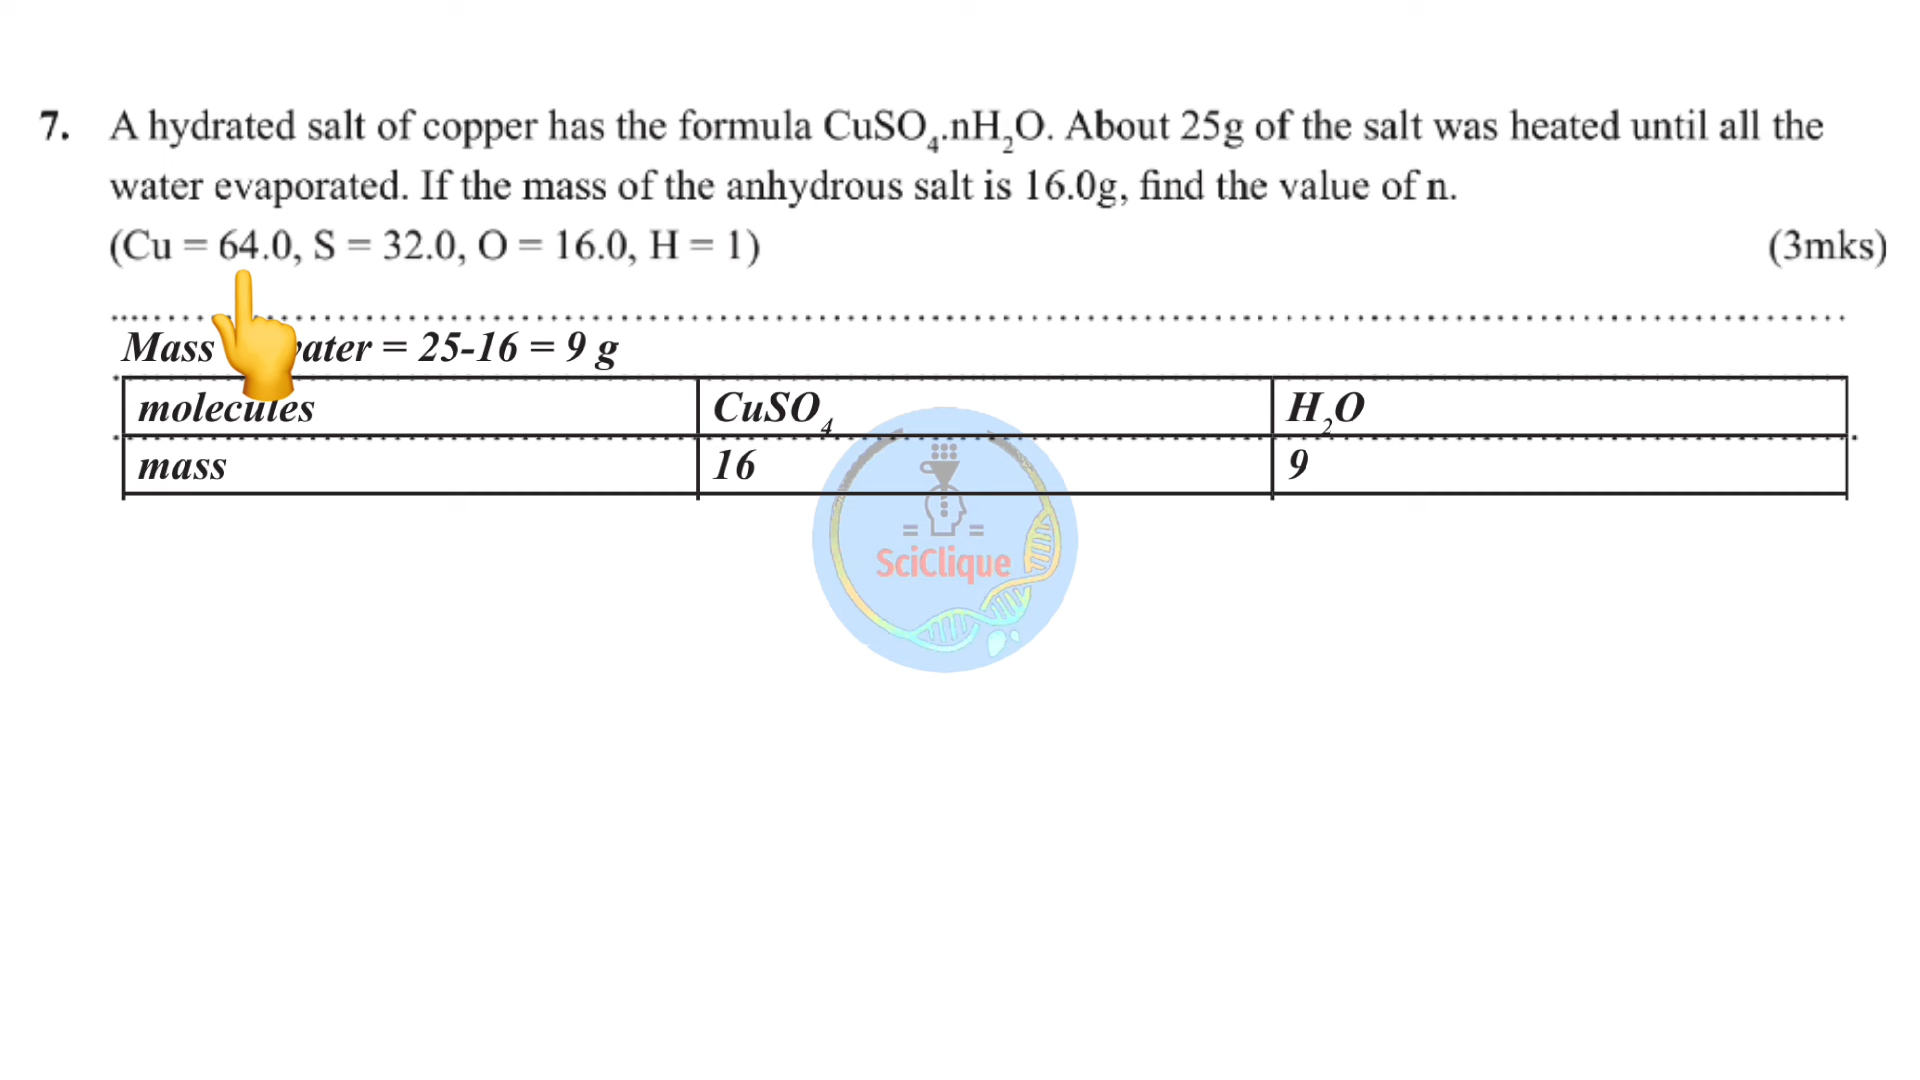 7. A hydrated salt of copper has the formula CuSO₄.nH₂O. About 25g of the salt was heated until all the
water evaporated. If the mass of the anhydrous salt is 16.0g, find the value of n.
(Cu = 64.0, S = 32.0, O = 16.0, H = 1) (3mks)
Mass ater = 25-16 = 9 g
molecules CuSO₄ H₂O
mass 16 9
SciClique